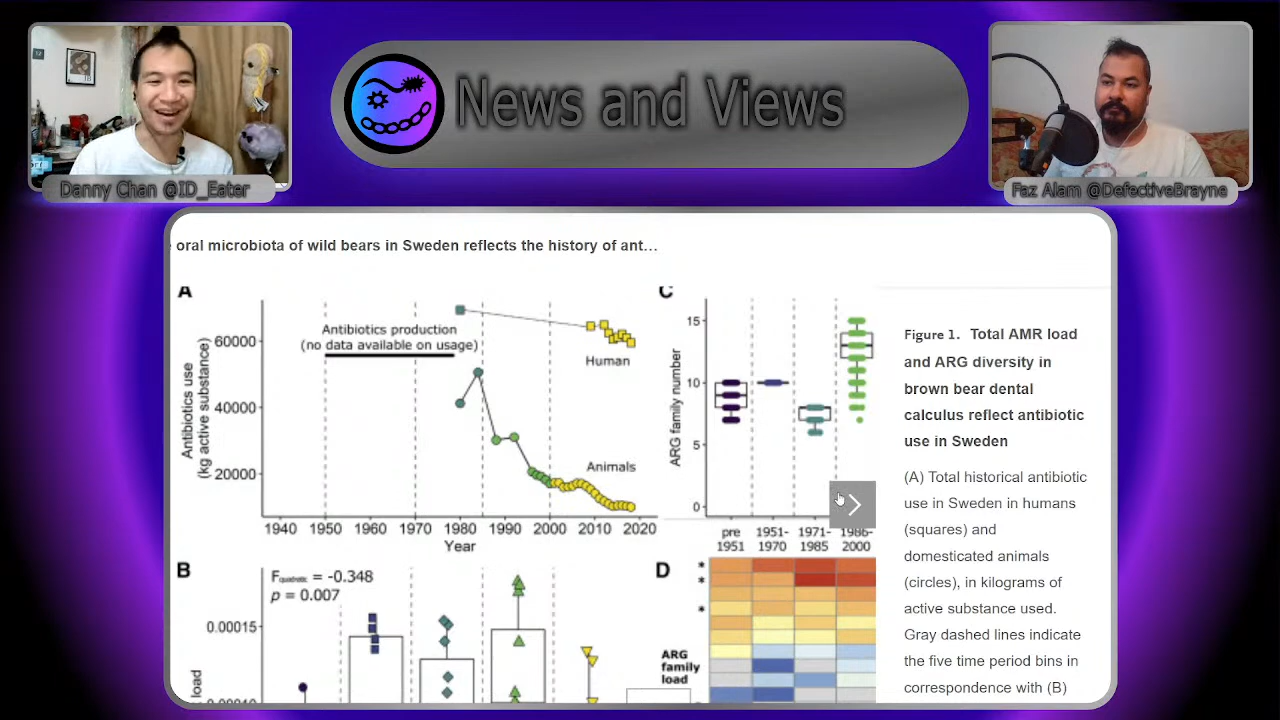 News and Views
Danny Chan @ID_Eater
Faz Alam @DefectiveBrayne
oral microbiota of wild bears in Sweden reflects the history of ant…
A
Antibiotics production
(no data available on usage)
Human
Animals
60000
40000
20000
Antibiotics use
(kg active substance)
1940 1950 1960 1970 1980 1990 2000 2010 2020
Year
C
15
10
5
0
ARG family number
pre 1951- 1971- 1986-
1951 1970 1985 2000
B
Fquadratic = -0.348
p = 0.007
0.00015
load
D
*
*
*
ARG
family
load
Figure 1. Total AMR load
and ARG diversity in
brown bear dental
calculus reflect antibiotic
use in Sweden
(A) Total historical antibiotic
use in Sweden in humans
(squares) and
domesticated animals
(circles), in kilograms of
active substance used.
Gray dashed lines indicate
the five time period bins in
correspondence with (B)